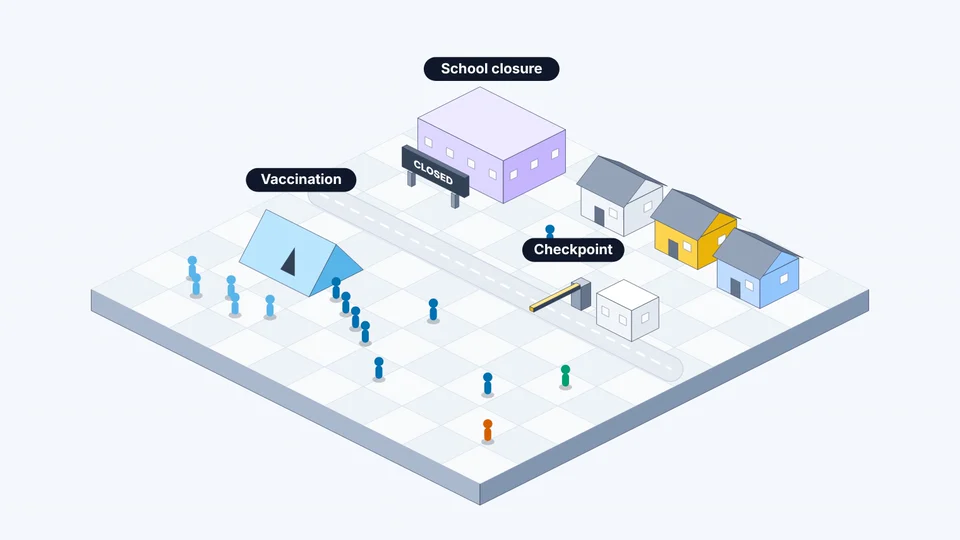 School closure
CLOSED
Vaccination
Checkpoint